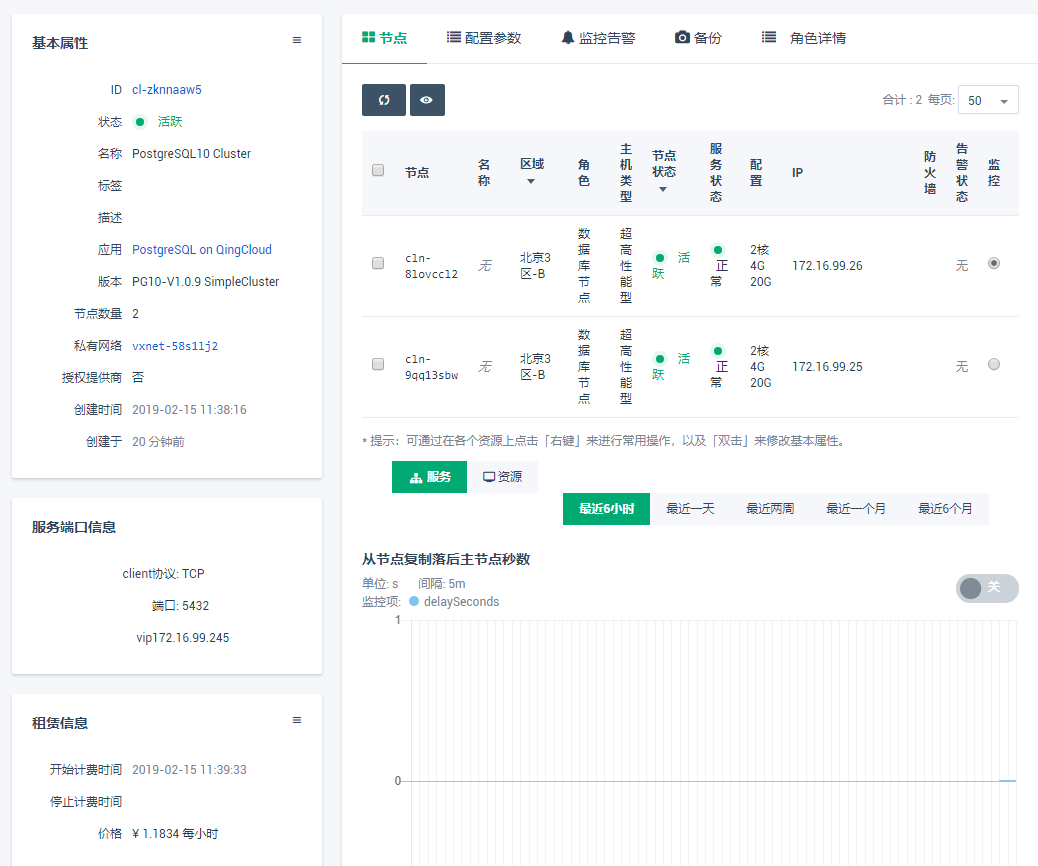 基本属性
ID cl-zknnaaw5
状态 活跃
名称 PostgreSQL10 Cluster
标签
描述
应用 PostgreSQL on QingCloud
版本 PG10-V1.0.9 SimpleCluster
节点数量 2
私有网络 vxnet-58s1lj2
授权提供商 否
创建时间 2019-02-15 11:38:16
创建于 20 分钟前
服务端口信息
client协议: TCP
端口: 5432
vip172.16.99.245
租赁信息
开始计费时间 2019-02-15 11:39:33
停止计费时间
价格 ¥ 1.1834 每小时
节点 配置参数 监控告警 备份 角色详情
合计 : 2 每页: 50
节点 名称 区域 角色 主机类型 节点状态 服务状态 配置 IP 防火墙 告警状态 监控
cln-8lovccl2 无 北京3区-B 数据库节点 超高性能型 活跃 正常 2核4G20G 172.16.99.26 无
cln-9qq13sbw 无 北京3区-B 数据库节点 超高性能型 活跃 正常 2核4G20G 172.16.99.25 无
* 提示：可通过在各个资源上点击「右键」来进行常用操作，以及「双击」来修改基本属性。
服务 资源
最近6小时 最近一天 最近两周 最近一个月 最近6个月
从节点复制落后主节点秒数
单位: s 间隔: 5m
监控项: delaySeconds
关
1
0